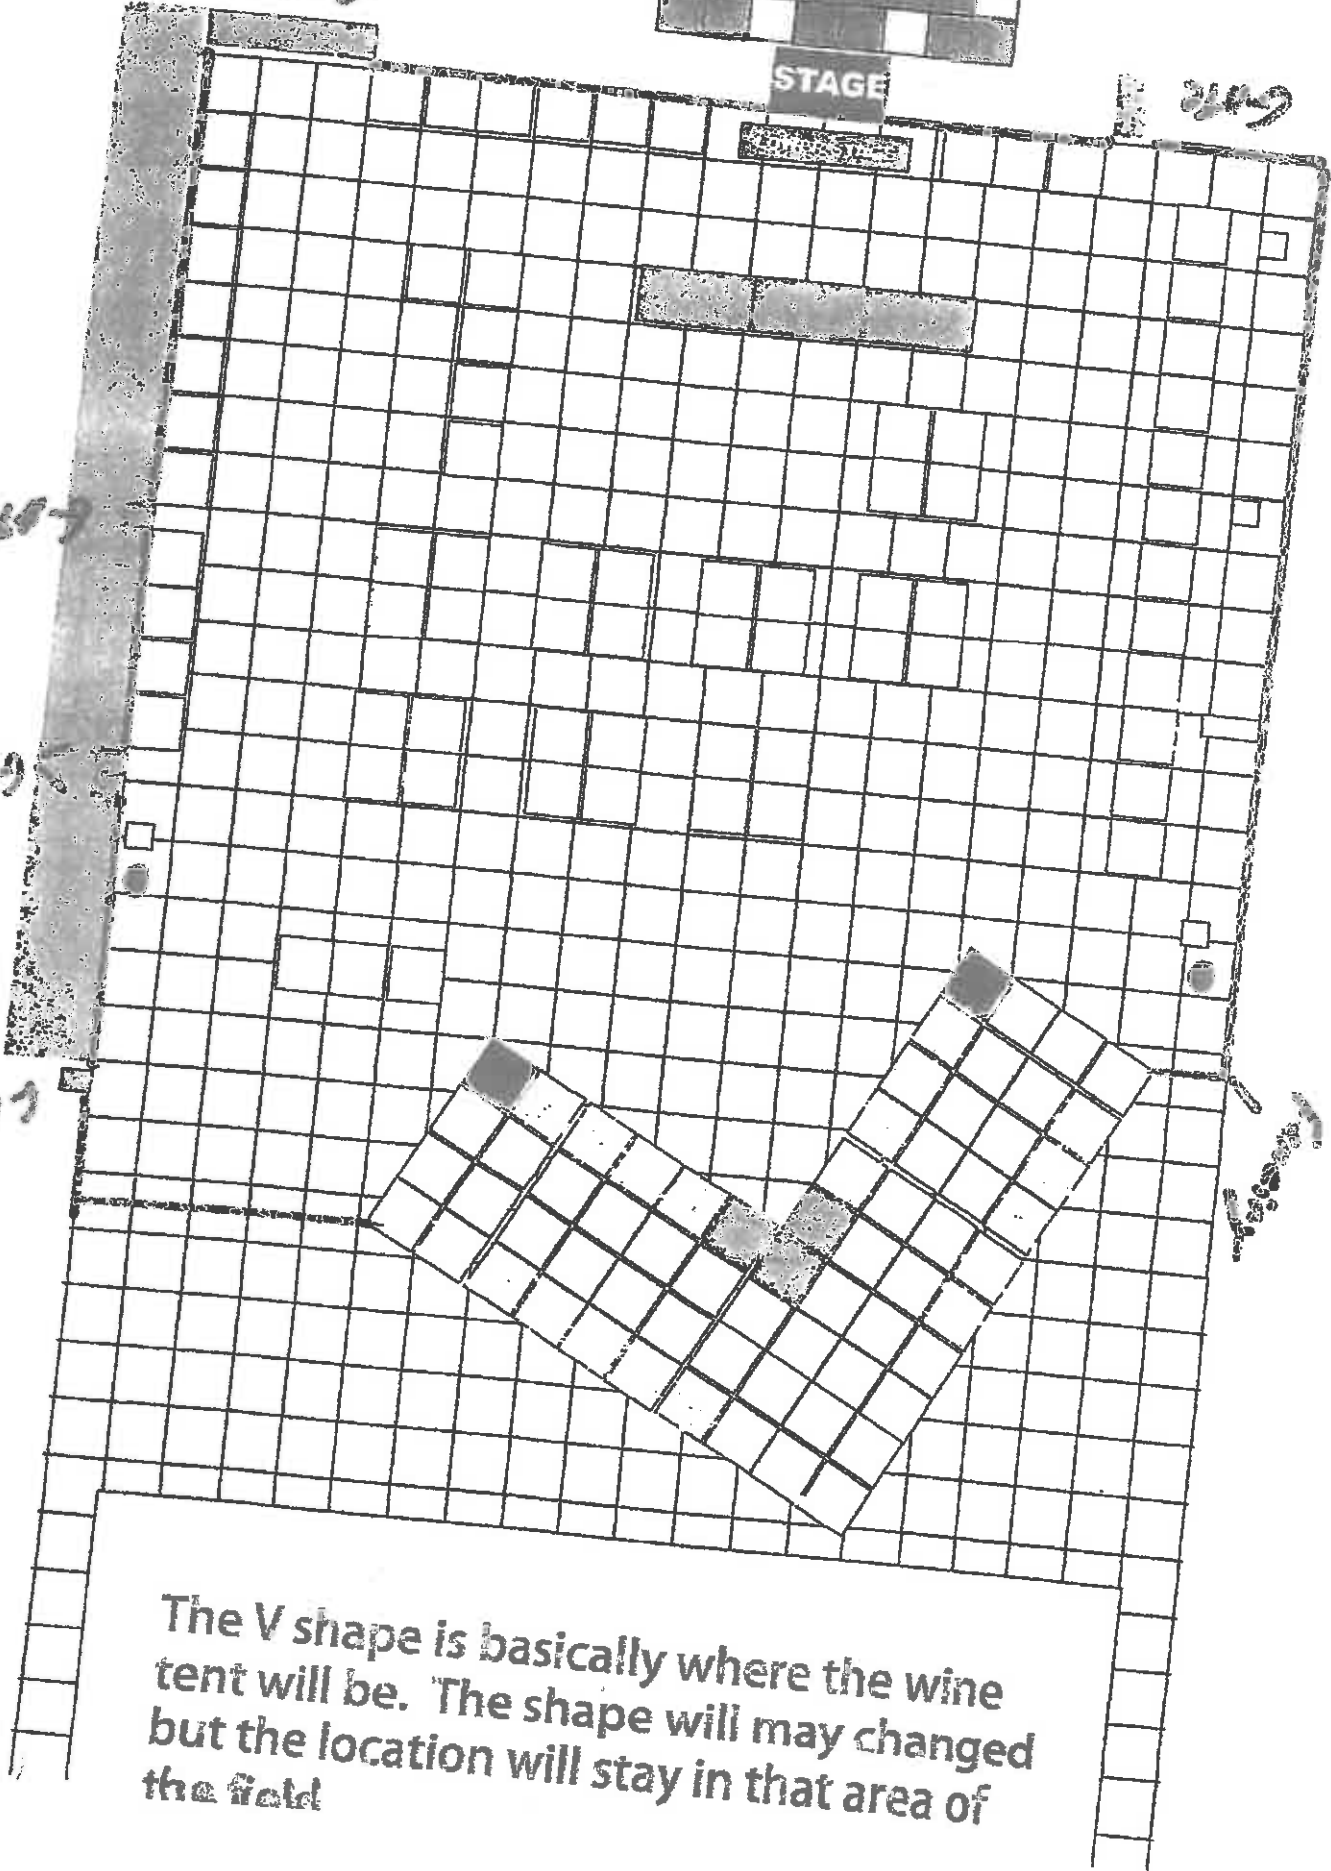 STAGE
The V shape is basically where the wine
tent will be. The shape will may changed
but the location will stay in that area of
the field